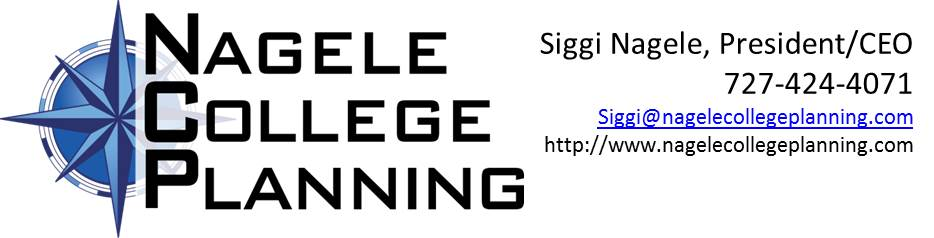 NAGELE
COLLEGE
PLANNING
Siggi Nagele, President/CEO
727-424-4071
Siggi@nagelecollegeplanning.com
http://www.nagelecollegeplanning.com